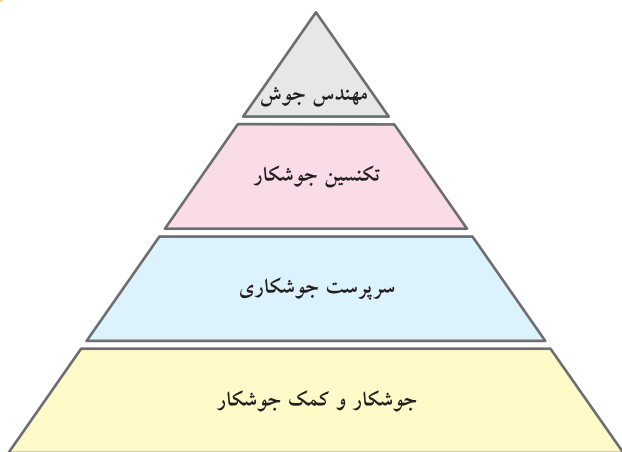 مهندس جوش
تکنسین جوشکار
سرپرست جوشکاری
جوشکار و کمک جوشکار